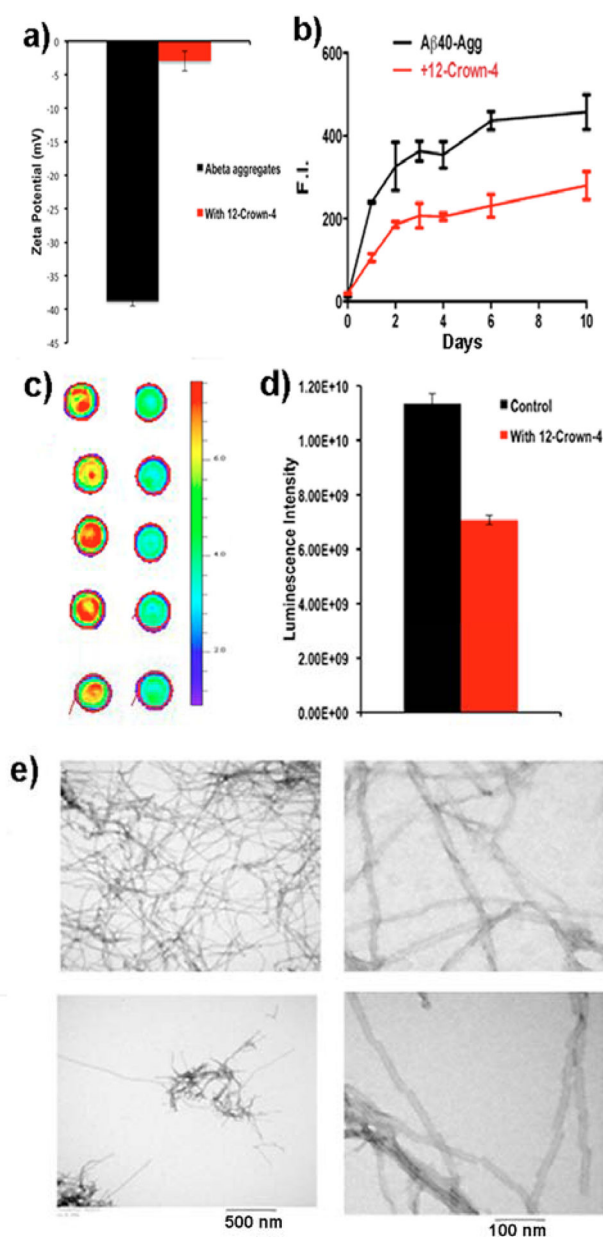 a)
0
-5
-10
-15
-20
-25
-30
-35
-40
-45
Zeta Potential (mV)
Abeta aggregates
With 12-Crown-4
b)
Aβ40-Agg
+12-Crown-4
600
400
200
0
F.I.
0 2 4 6 8 10
Days
c)
6.0
4.0
2.0
d)
1.20E+10
1.00E+10
8.00E+09
6.00E+09
4.00E+09
2.00E+09
0.00E+00
Luminescence Intensity
Control
With 12-Crown-4
e)
500 nm
100 nm